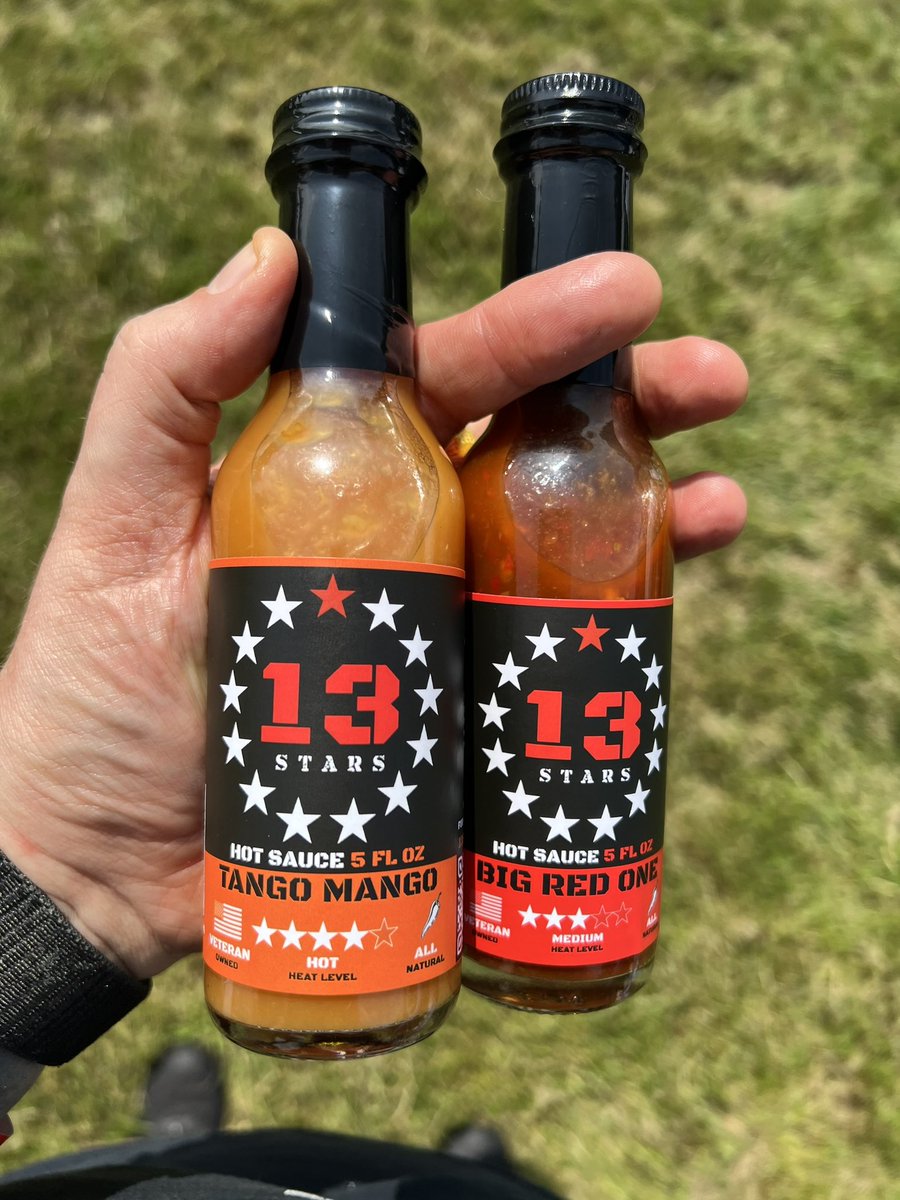 13
STARS
HOT SAUCE 5 FL OZ
TANGO MANGO
VETERAN
OWNED
HOT
HEAT LEVEL
ALL
NATURAL
13
STARS
HOT SAUCE 5 FL OZ
BIG RED ONE
VETERAN
OWNED
MEDIUM
HEAT LEVEL
ALL